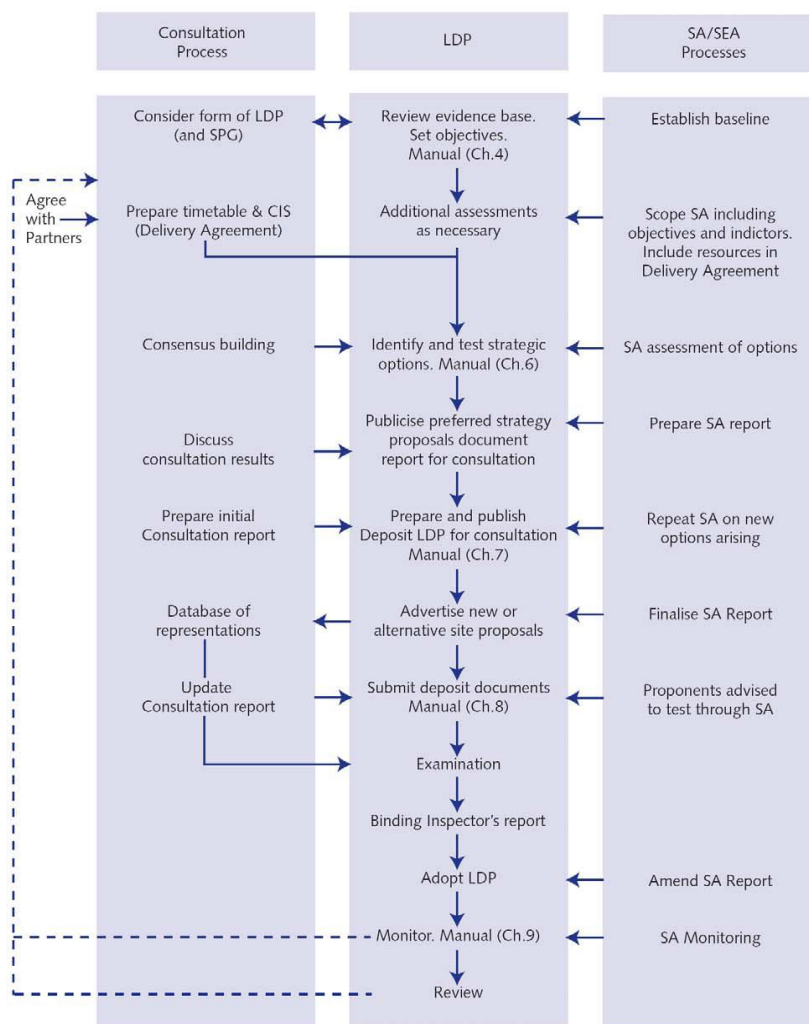 Consultation
Process
LDP
SA/SEA
Processes
Consider form of LDP
(and SPG)
Review evidence base.
Set objectives.
Manual (Ch.4)
Establish baseline
Agree
with
Partners
Prepare timetable & CIS
(Delivery Agreement)
Additional assessments
as necessary
Scope SA including
objectives and indictors.
Include resources in
Delivery Agreement
Consensus building
Identify and test strategic
options. Manual (Ch.6)
SA assessment of options
Publicise preferred strategy
proposals document
report for consultation
Prepare SA report
Discuss
consultation results
Prepare initial
Consultation report
Prepare and publish
Deposit LDP for consultation
Manual (Ch.7)
Repeat SA on new
options arising
Database of
representations
Advertise new or
alternative site proposals
Finalise SA Report
Update
Consultation report
Submit deposit documents
Manual (Ch.8)
Proponents advised
to test through SA
Examination
Binding Inspector's report
Adopt LDP
Amend SA Report
Monitor. Manual (Ch.9)
SA Monitoring
Review